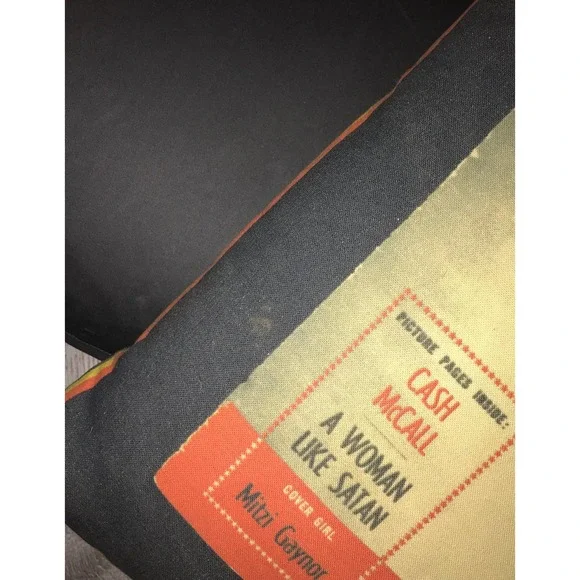 PICTURE PAGES INSIDE:
CASH
McCALL
A WOMAN
LIKE SATAN
COVER GIRL
Mitzi Gaynor